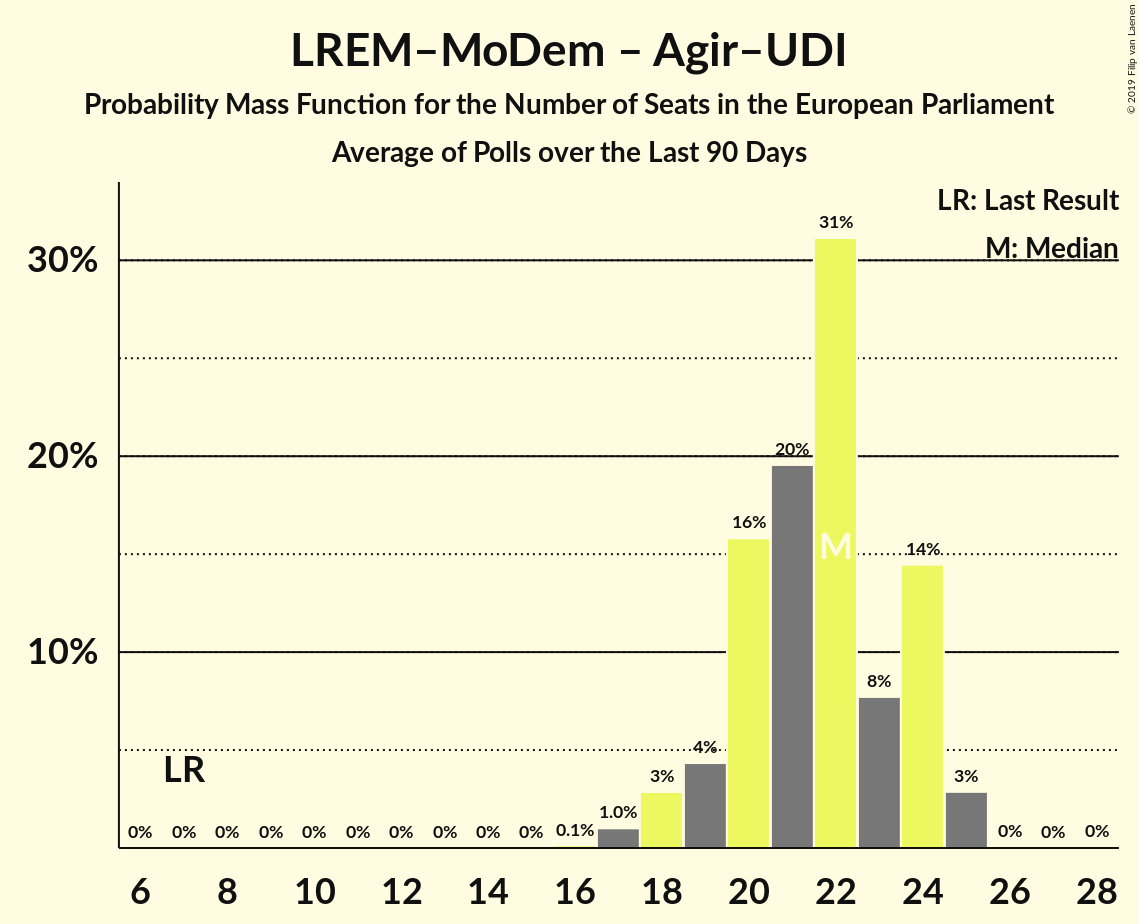 LREM–MoDem – Agir–UDI
Probability Mass Function for the Number of Seats in the European Parliament
Average of Polls over the Last 90 Days
© 2019 Filip van Laenen
LR: Last Result
M: Median
30%
20%
10%
31%
20%
16%
14%
8%
4%
3%
3%
1.0%
0.1%
0% 0% 0% 0% 0% 0% 0% 0% 0% 0%
0% 0% 0%
LR
M
6 8 10 12 14 16 18 20 22 24 26 28